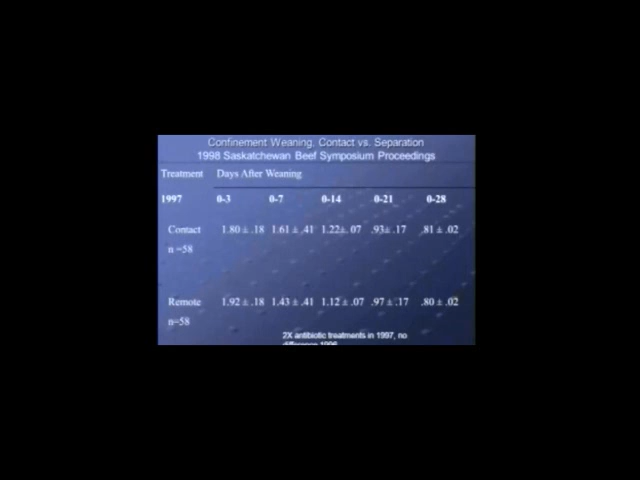 Confinement Weaning, Contact vs. Separation
1998 Saskatchewan Beef Symposium Proceedings
Treatment Days After Weaning
1997 0-3 0-7 0-14 0-21 0-28
Contact 1.80 ± .18 1.61 ± .41 1.22± .07 .93± .17 .81 ± .02
n =58
Remote 1.92 ± .18 1.43 ± .41 1.12 ± .07 .97 ± .17 .80 ± .02
n=58
2X antibiotic treatments in 1997, no
difference 1996